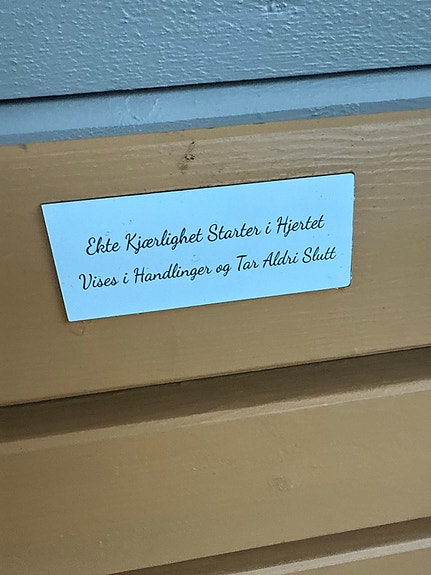 Ekte Kjærlighet Starter i Hjertet
Vises i Handlinger og Tar Aldri Slutt